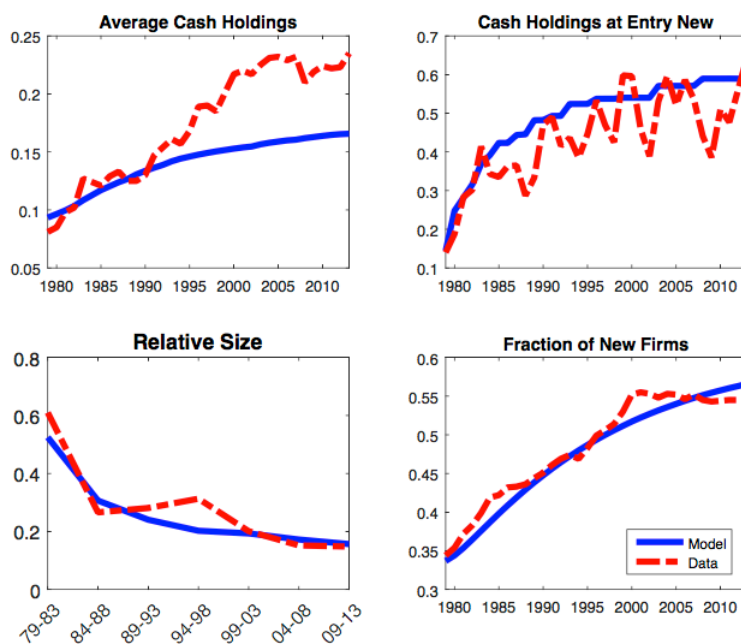 Average Cash Holdings
0.25
0.2
0.15
0.1
0.05
1980 1985 1990 1995 2000 2005 2010
Cash Holdings at Entry New
0.7
0.6
0.5
0.4
0.3
0.2
0.1
1980 1985 1990 1995 2000 2005 2010
Relative Size
0.8
0.6
0.4
0.2
0
79-83 84-88 89-93 94-98 99-03 04-08 09-13
Fraction of New Firms
0.6
0.55
0.5
0.45
0.4
0.35
0.3
1980 1985 1990 1995 2000 2005 2010
Model
Data